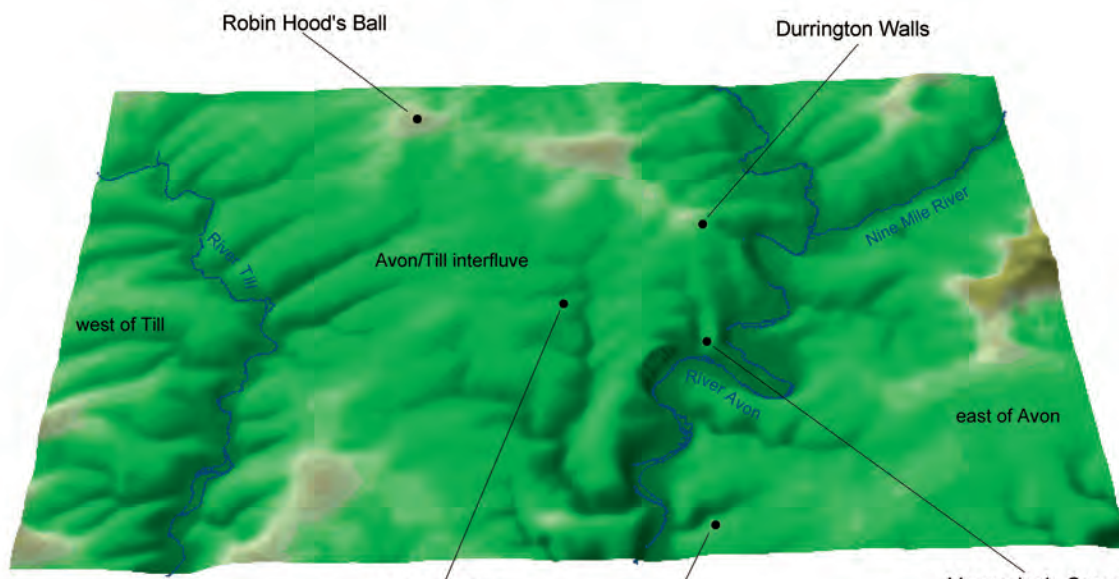 Robin Hood's Ball
Durrington Walls
Nine Mile River
River Till
Avon/Till interfluve
west of Till
River Avon
east of Avon